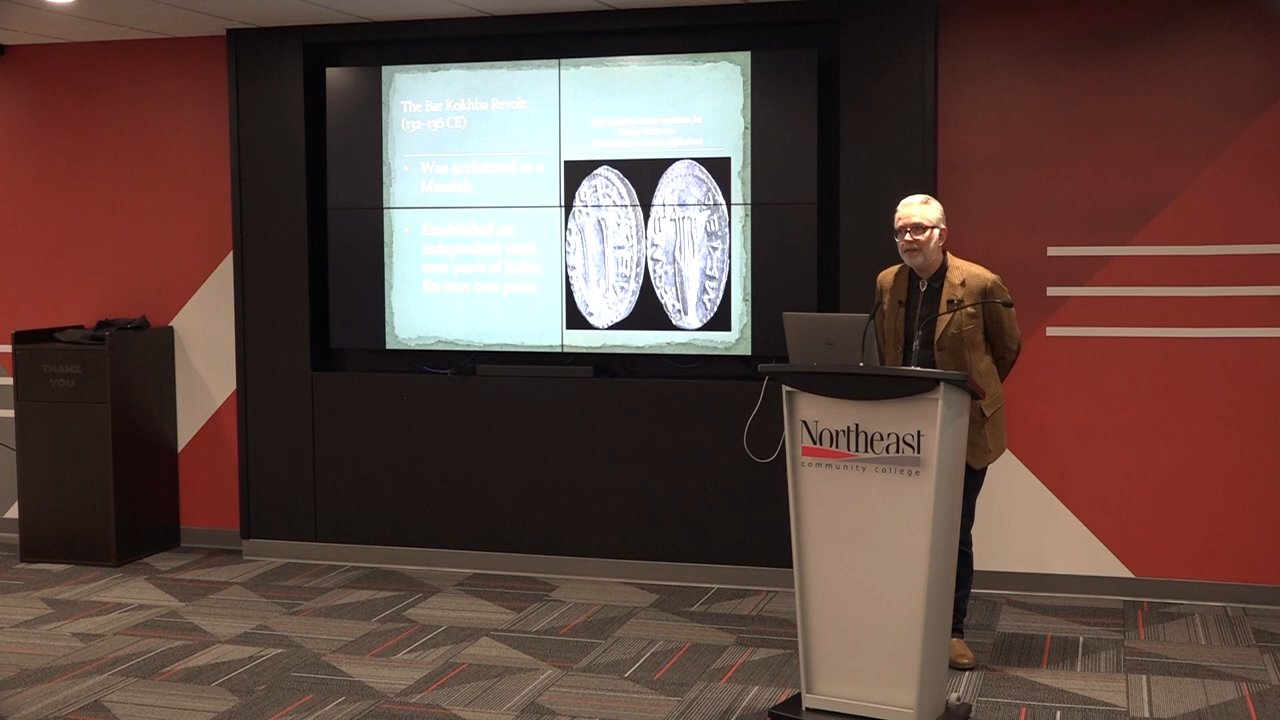 The Bar Kokhba Revolt:
(132–136 CE)
Was acclaimed as a
Messiah
Established an
independent state
over parts of Judea
for over two years
THANK
YOU
Northeast
community college